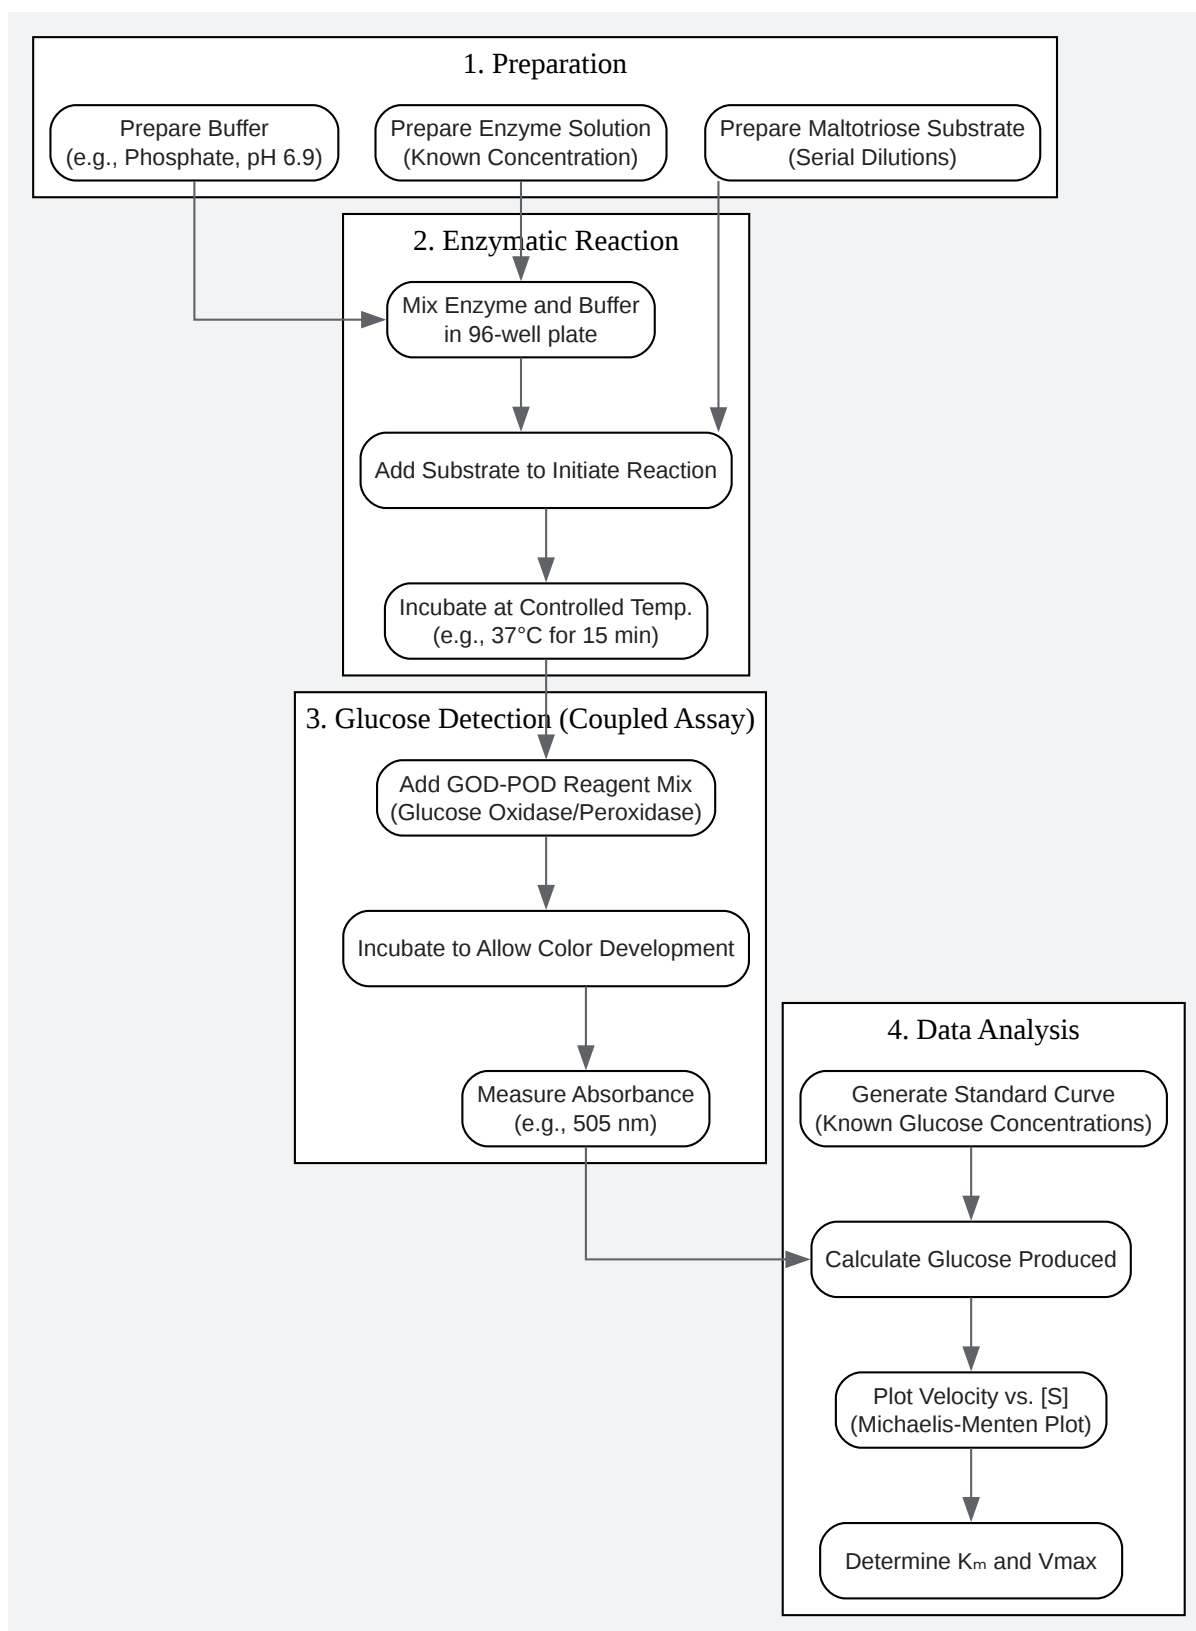 1. Preparation
Prepare Buffer
(e.g., Phosphate, pH 6.9)
Prepare Enzyme Solution
(Known Concentration)
Prepare Maltotriose Substrate
(Serial Dilutions)
2. Enzymatic Reaction
Mix Enzyme and Buffer
in 96-well plate
Add Substrate to Initiate Reaction
Incubate at Controlled Temp.
(e.g., 37°C for 15 min)
3. Glucose Detection (Coupled Assay)
Add GOD-POD Reagent Mix
(Glucose Oxidase/Peroxidase)
Incubate to Allow Color Development
Measure Absorbance
(e.g., 505 nm)
4. Data Analysis
Generate Standard Curve
(Known Glucose Concentrations)
Calculate Glucose Produced
Plot Velocity vs. [S]
(Michaelis-Menten Plot)
Determine Kₘ and Vmax